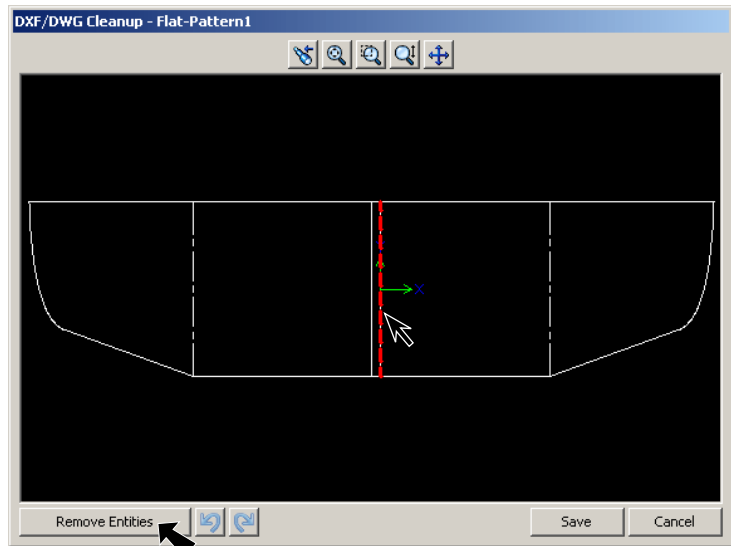 DXF/DWG Cleanup - Flat-Pattern1
X
Remove Entities
Save
Cancel